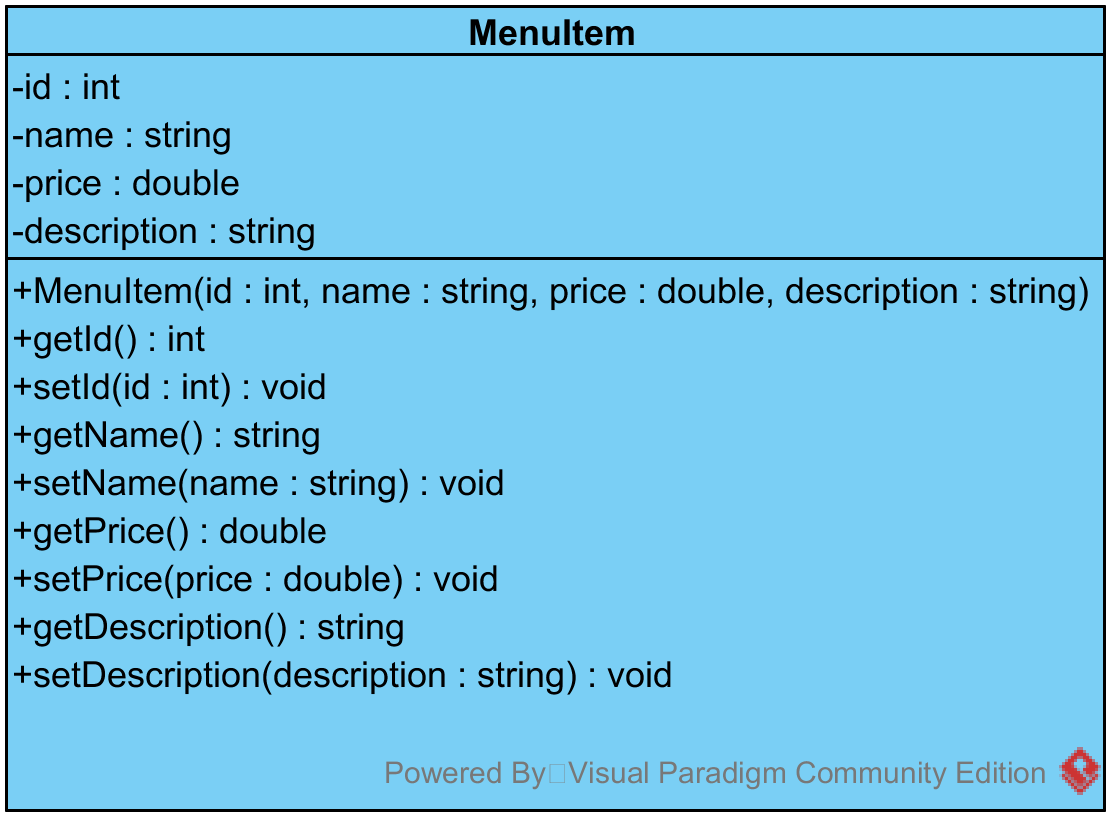 MenuItem
-id : int
-name : string
-price : double
-description : string
+MenuItem(id : int, name : string, price : double, description : string)
+getId() : int
+setId(id : int) : void
+getName() : string
+setName(name : string) : void
+getPrice() : double
+setPrice(price : double) : void
+getDescription() : string
+setDescription(description : string) : void
Powered By□Visual Paradigm Community Edition